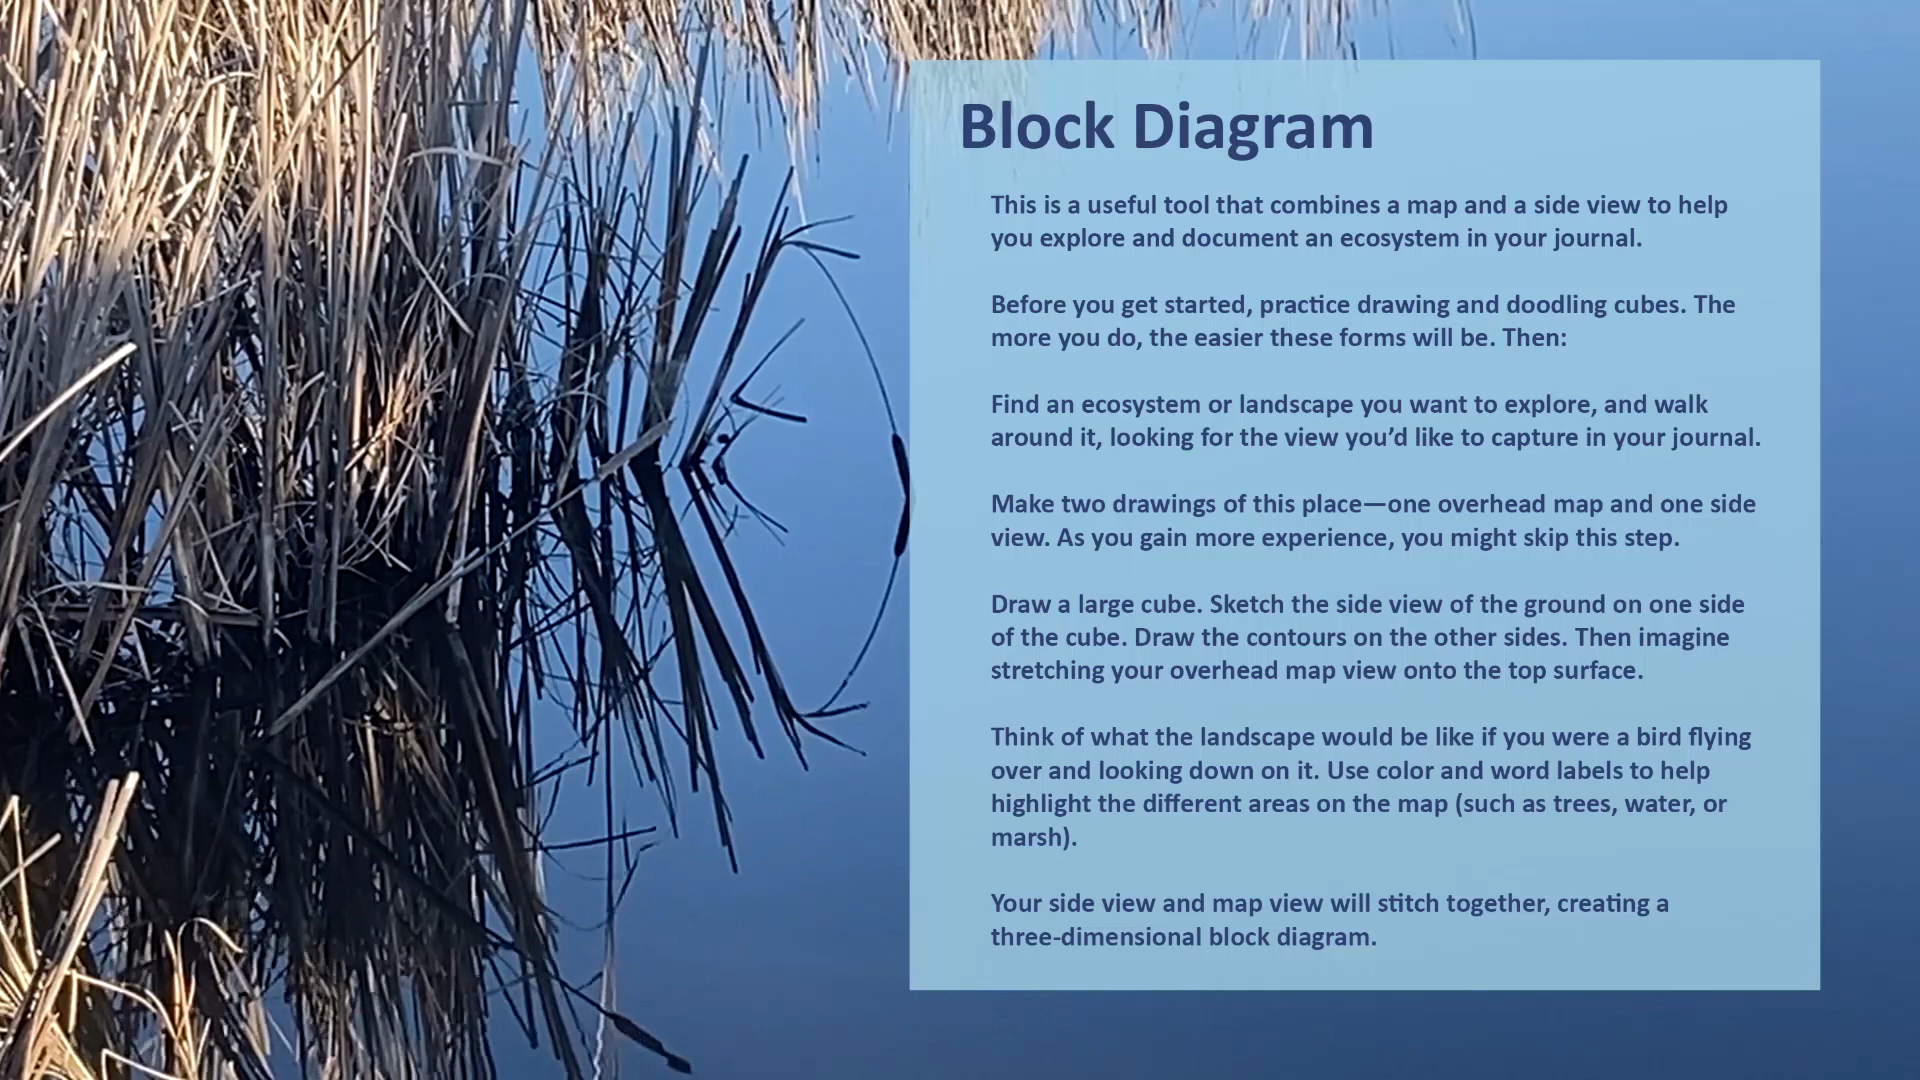 Block Diagram
This is a useful tool that combines a map and a side view to help
you explore and document an ecosystem in your journal.
Before you get started, practice drawing and doodling cubes. The
more you do, the easier these forms will be. Then:
Find an ecosystem or landscape you want to explore, and walk
around it, looking for the view you’d like to capture in your journal.
Make two drawings of this place—one overhead map and one side
view. As you gain more experience, you might skip this step.
Draw a large cube. Sketch the side view of the ground on one side
of the cube. Draw the contours on the other sides. Then imagine
stretching your overhead map view onto the top surface.
Think of what the landscape would be like if you were a bird flying
over and looking down on it. Use color and word labels to help
highlight the different areas on the map (such as trees, water, or
marsh).
Your side view and map view will stitch together, creating a
three-dimensional block diagram.